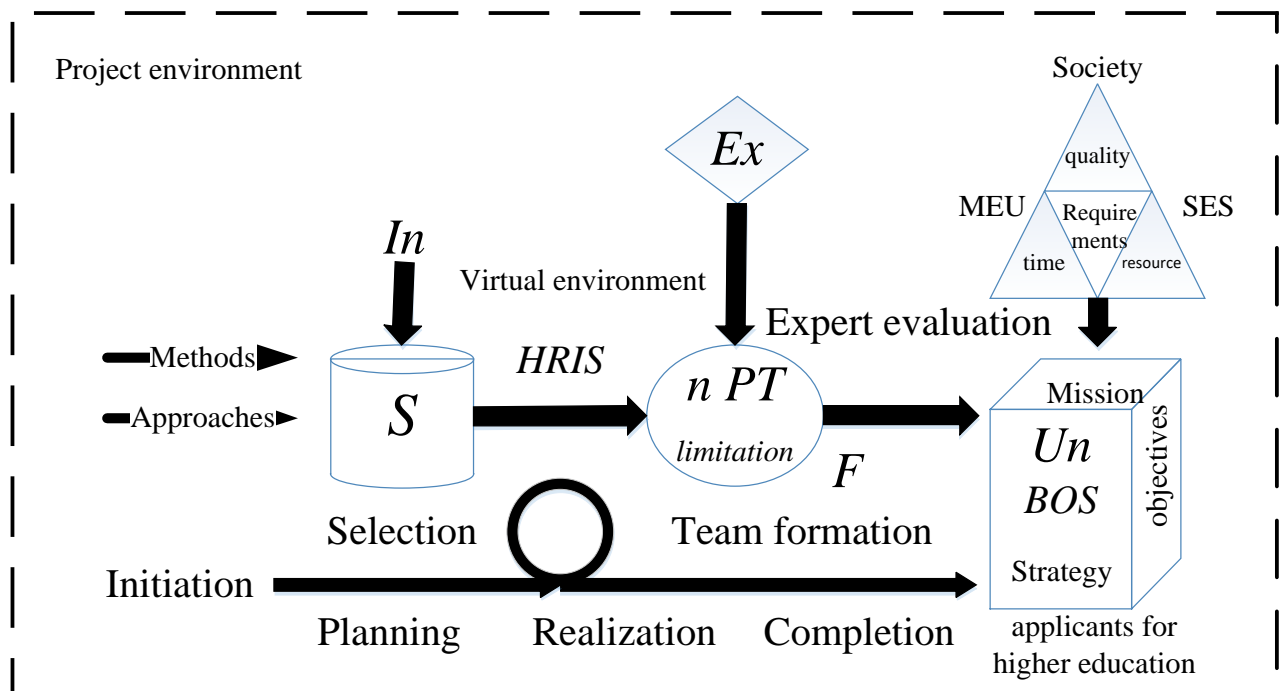 Project environment
Society
Ex
quality
MEU
Require
ments
SES
In
time
resource
Virtual environment
Expert evaluation
Methods
HRIS
n PT
Mission
Approaches
S
limitation
Un
objectives
F
BOS
Selection
Team formation
Strategy
Initiation
Planning
Realization
Completion
applicants for
higher education